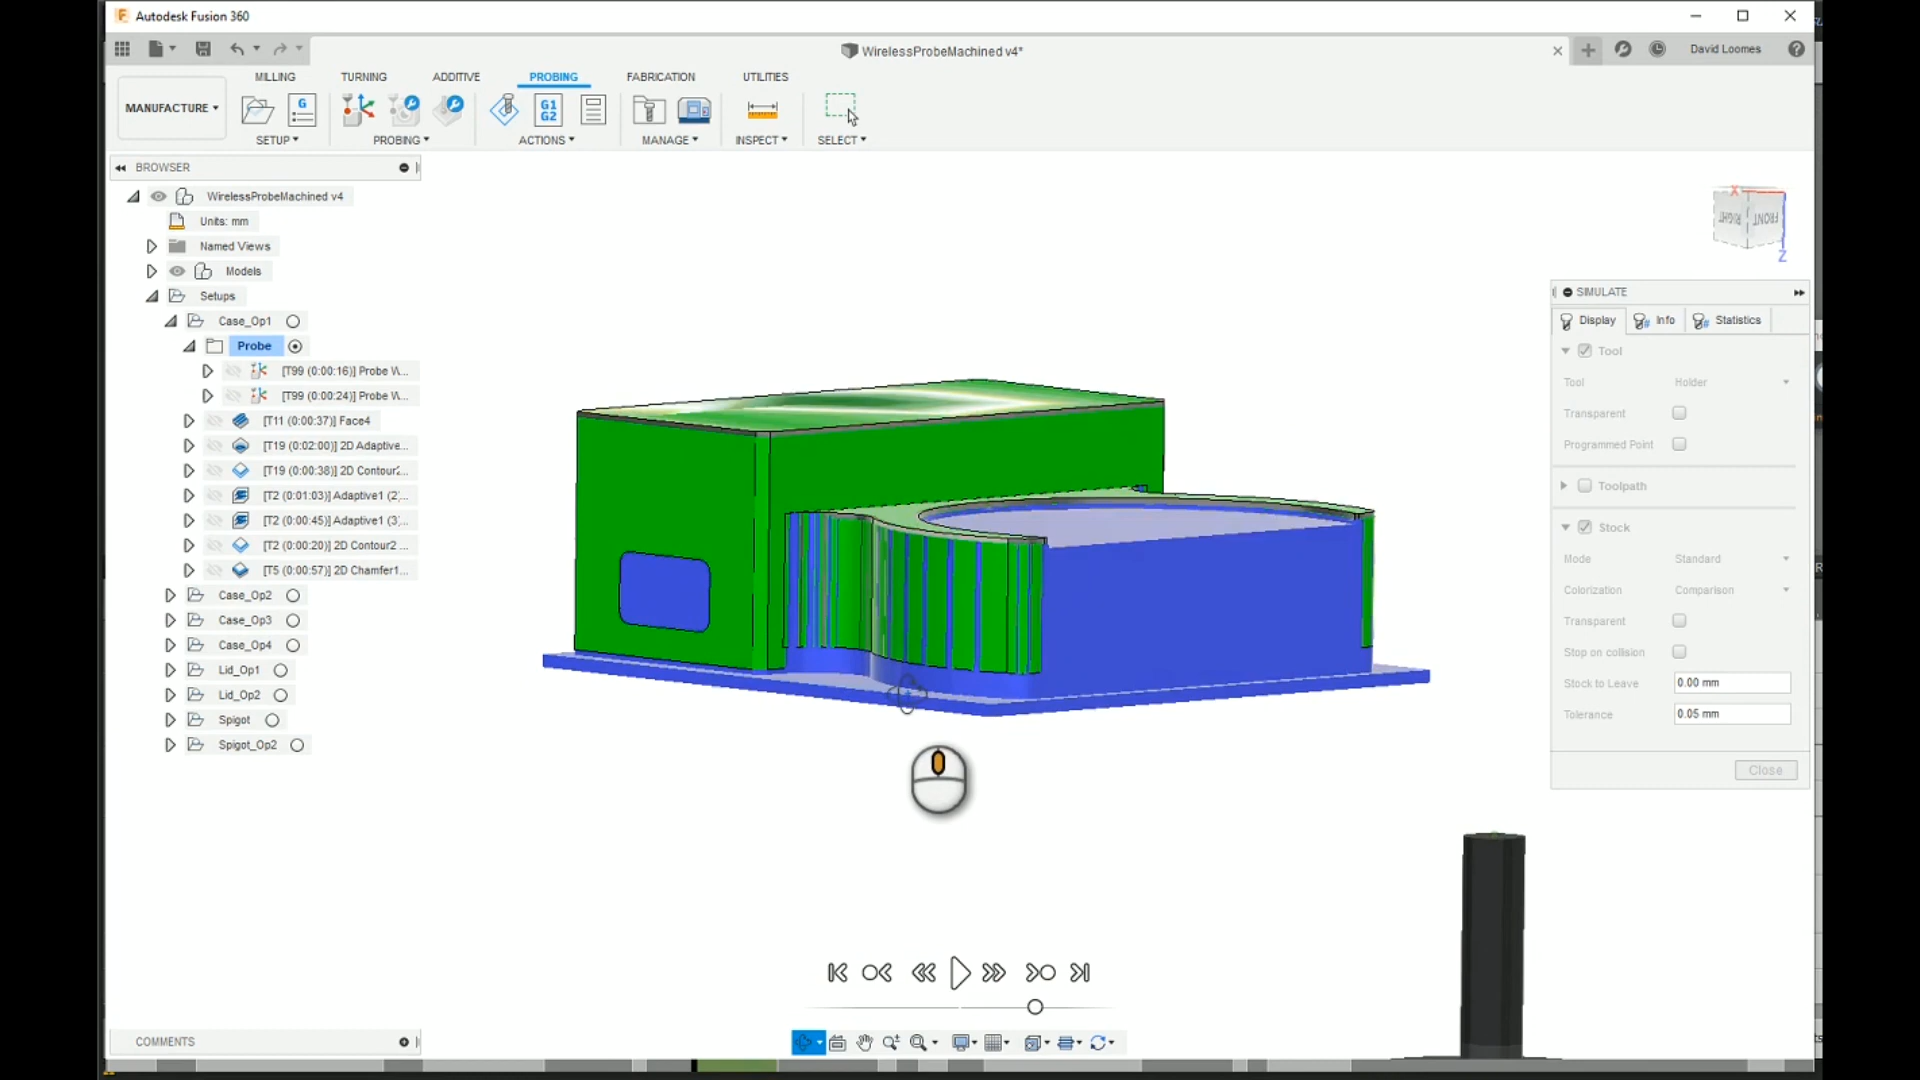 Autodesk Fusion 360
WirelessProbeMachined v4*
David Loomes
MILLING TURNING ADDITIVE PROBING FABRICATION UTILITIES
MANUFACTURE
G
G1
G2
SETUP PROBING ACTIONS MANAGE INSPECT SELECT
BROWSER
WirelessProbeMachined v4
Units: mm
Named Views
Models
Setups
Case_Op1
Probe
[T99 (0:00:16)] Probe W...
[T99 (0:00:24)] Probe W...
[T11 (0:00:37)] Face4
[T19 (0:02:00)] 2D Adaptive...
[T19 (0:00:38)] 2D Contour2...
[T2 (0:01:03)] Adaptive1 (2)...
[T2 (0:00:45)] Adaptive1 (3)...
[T2 (0:00:20)] 2D Contour2 ...
[T5 (0:00:57)] 2D Chamfer1...
Case_Op2
Case_Op3
Case_Op4
Lid_Op1
Lid_Op2
Spigot
Spigot_Op2
X
RIGHT FRONT
Z
SIMULATE
Display Info Statistics
Tool
Tool Holder
Transparent
Programmed Point
Toolpath
Stock
Mode Standard
Colorization Comparison
Transparent
Stop on collision
Stock to Leave 0.00 mm
Tolerance 0.05 mm
Close
COMMENTS